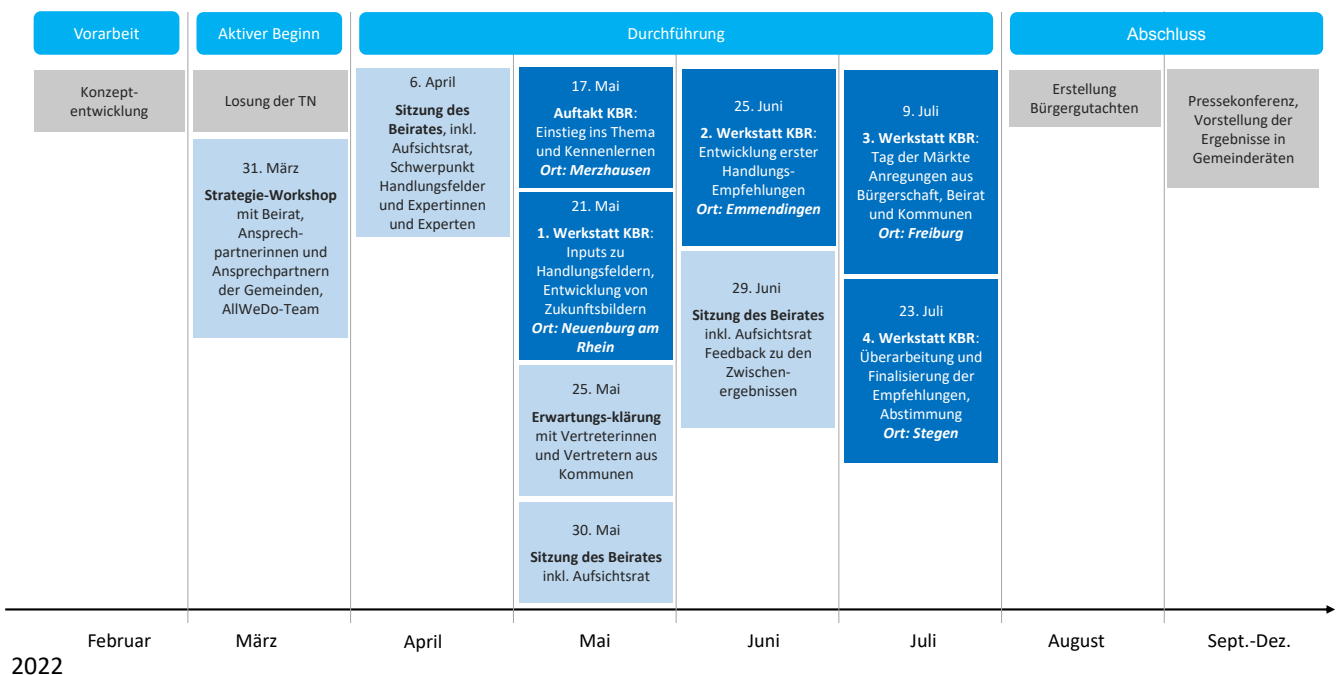 Vorarbeit
Aktiver Beginn
Durchführung
Abschluss
Konzept-
entwicklung
Losung der TN
31. März
Strategie-Workshop
mit Beirat,
Ansprech-
partnerinnen und
Ansprechpartnern
der Gemeinden,
AllWeDo-Team
6. April
Sitzung des
Beirates, inkl.
Aufsichtsrat,
Schwerpunkt
Handlungsfelder
und Expertinnen
und Experten
17. Mai
Auftakt KBR:
Einstieg ins Thema
und Kennenlernen
Ort: Merzhausen
21. Mai
1. Werkstatt KBR:
Inputs zu
Handlungsfeldern,
Entwicklung von
Zukunftsbildern
Ort: Neuenburg am
Rhein
25. Mai
Erwartungs-klärung
mit Vertreterinnen
und Vertretern aus
Kommunen
30. Mai
Sitzung des Beirates
inkl. Aufsichtsrat
25. Juni
2. Werkstatt KBR:
Entwicklung erster
Handlungs-
Empfehlungen
Ort: Emmendingen
29. Juni
Sitzung des Beirates
inkl. Aufsichtsrat
Feedback zu den
Zwischen-
ergebnissen
9. Juli
3. Werkstatt KBR:
Tag der Märkte
Anregungen aus
Bürgerschaft, Beirat
und Kommunen
Ort: Freiburg
23. Juli
4. Werkstatt KBR:
Überarbeitung und
Finalisierung der
Empfehlungen,
Abstimmung
Ort: Stegen
Erstellung
Bürgergutachten
Pressekonferenz,
Vorstellung der
Ergebnisse in
Gemeinderäten
Februar
März
April
Mai
Juni
Juli
August
Sept.-Dez.
2022